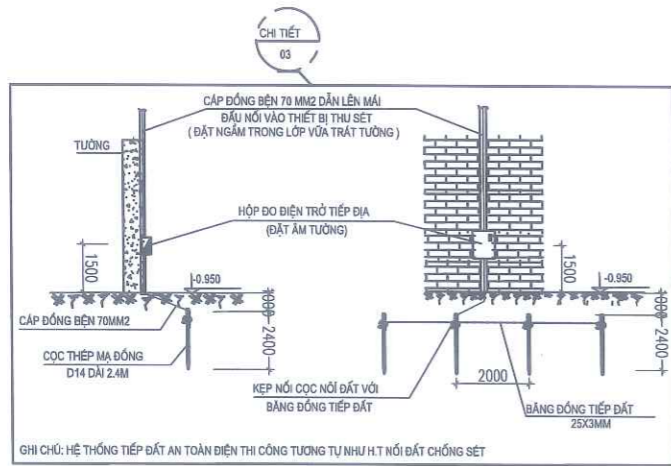 CHI TIẾT
03
CÁP ĐỒNG BỆN 70 MM2 DẪN LÊN MÁI
ĐẤU NỐI VÀO THIẾT BỊ THU SÉT
( ĐẶT NGẦM TRONG LỚP VỮA TRÁT TƯỜNG )
TƯỜNG
HỘP ĐO ĐIỆN TRỞ TIẾP ĐỊA
(ĐẶT ÂM TƯỜNG)
1500
1500
-0.950
-0.950
CÁP ĐỒNG BỆN 70MM2
2400
2400
CỌC THÉP MẠ ĐỒNG
D14 DÀI 2.4M
KẸP NỐI CỌC NỐI ĐẤT VỚI
BĂNG ĐỒNG TIẾP ĐẤT
2000
BĂNG ĐỒNG TIẾP ĐẤT
25X3MM
GHI CHÚ: HỆ THỐNG TIẾP ĐẤT AN TOÀN ĐIỆN THI CÔNG TƯƠNG TỰ NHƯ H.T NỐI ĐẤT CHỐNG SÉT